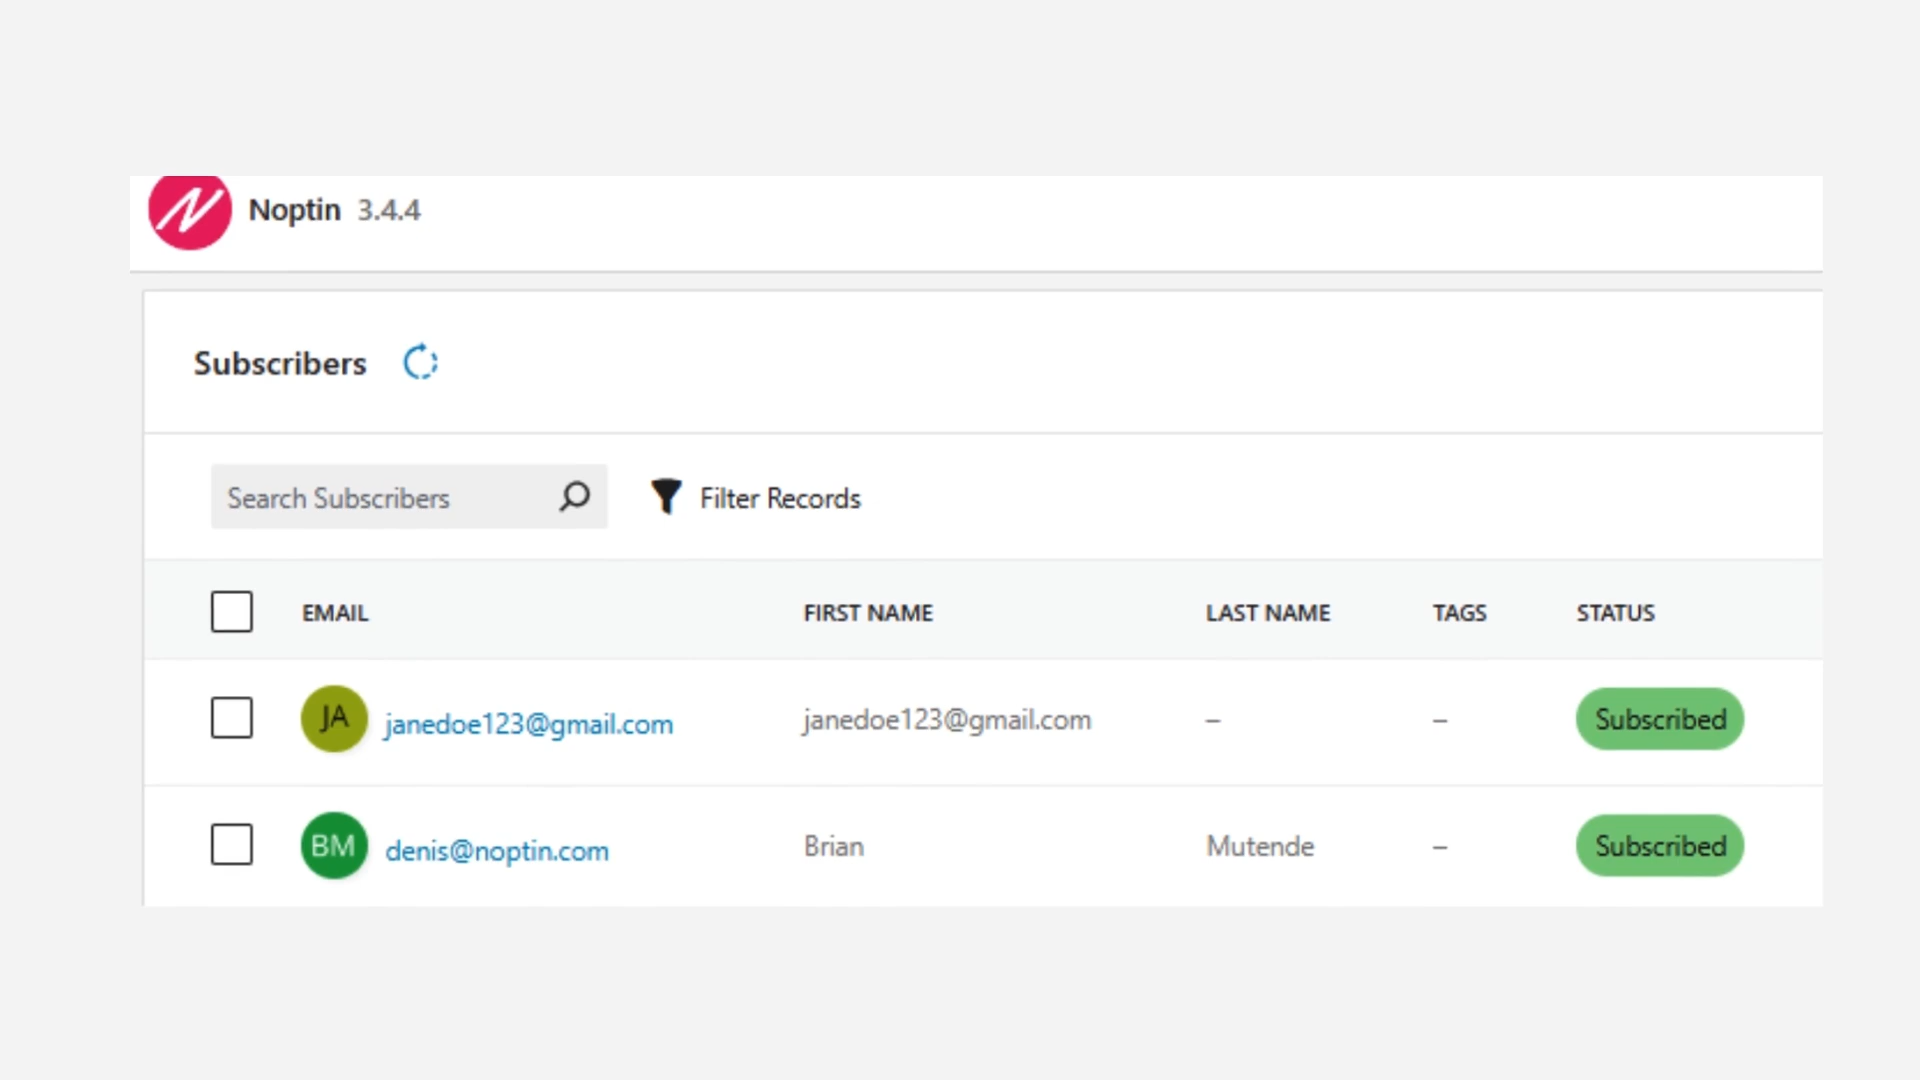 Noptin 3.4.4
Subscribers
Search Subscribers Filter Records
EMAIL FIRST NAME LAST NAME TAGS STATUS
JA janedoe123@gmail.com janedoe123@gmail.com – – Subscribed
BM denis@noptin.com Brian Mutende – Subscribed